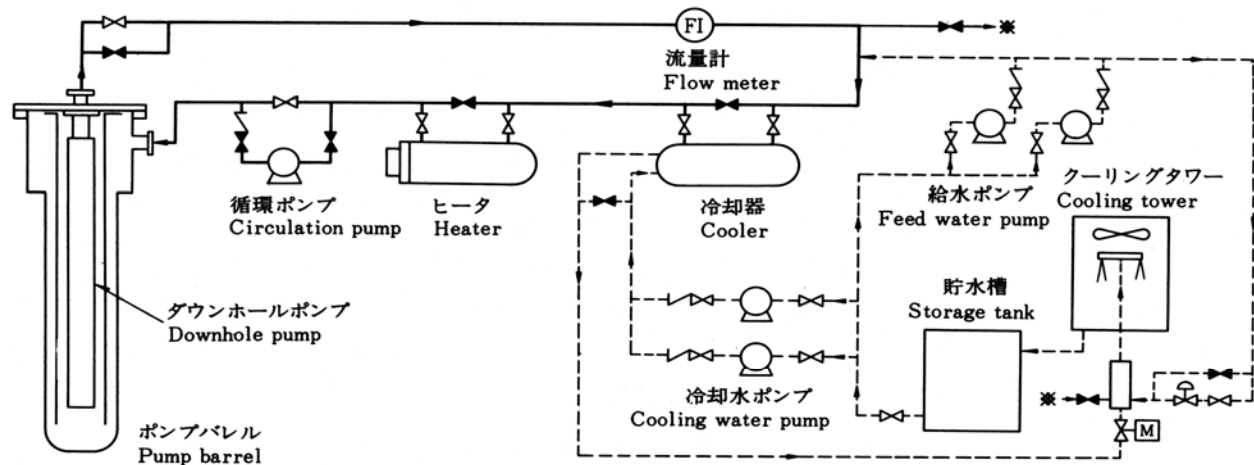 FI
流量計
Flow meter
循環ポンプ
Circulation pump
ヒータ
Heater
冷却器
Cooler
給水ポンプ
Feed water pump
クーリングタワー
Cooling tower
ダウンホールポンプ
Downhole pump
貯水槽
Storage tank
冷却水ポンプ
Cooling water pump
M
ポンプバレル
Pump barrel